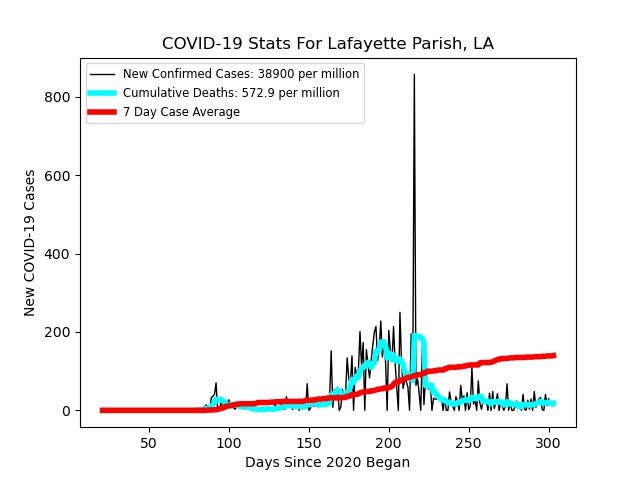 COVID-19 Stats For Lafayette Parish, LA
New Confirmed Cases: 38900 per million
Cumulative Deaths: 572.9 per million
7 Day Case Average
New COVID-19 Cases
800
600
400
200
0
50 100 150 200 250 300
Days Since 2020 Began